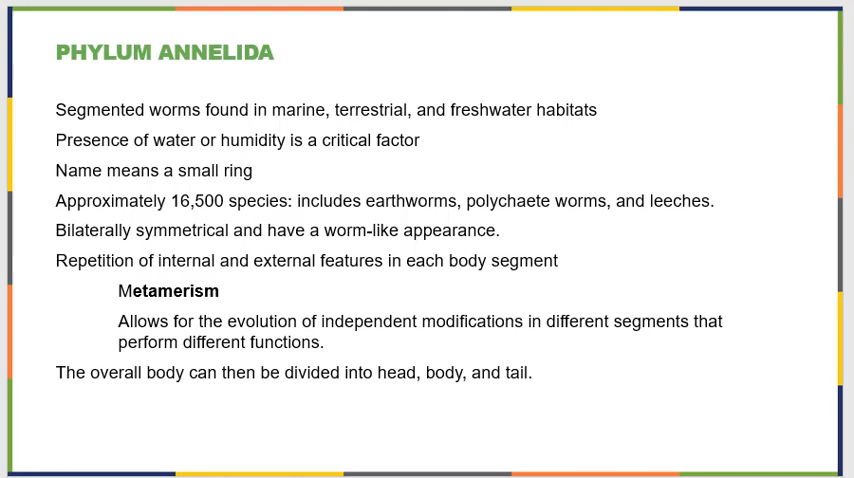 PHYLUM ANNELIDA
Segmented worms found in marine, terrestrial, and freshwater habitats
Presence of water or humidity is a critical factor
Name means a small ring
Approximately 16,500 species: includes earthworms, polychaete worms, and leeches.
Bilaterally symmetrical and have a worm-like appearance.
Repetition of internal and external features in each body segment
Metamerism
Allows for the evolution of independent modifications in different segments that
perform different functions.
The overall body can then be divided into head, body, and tail.